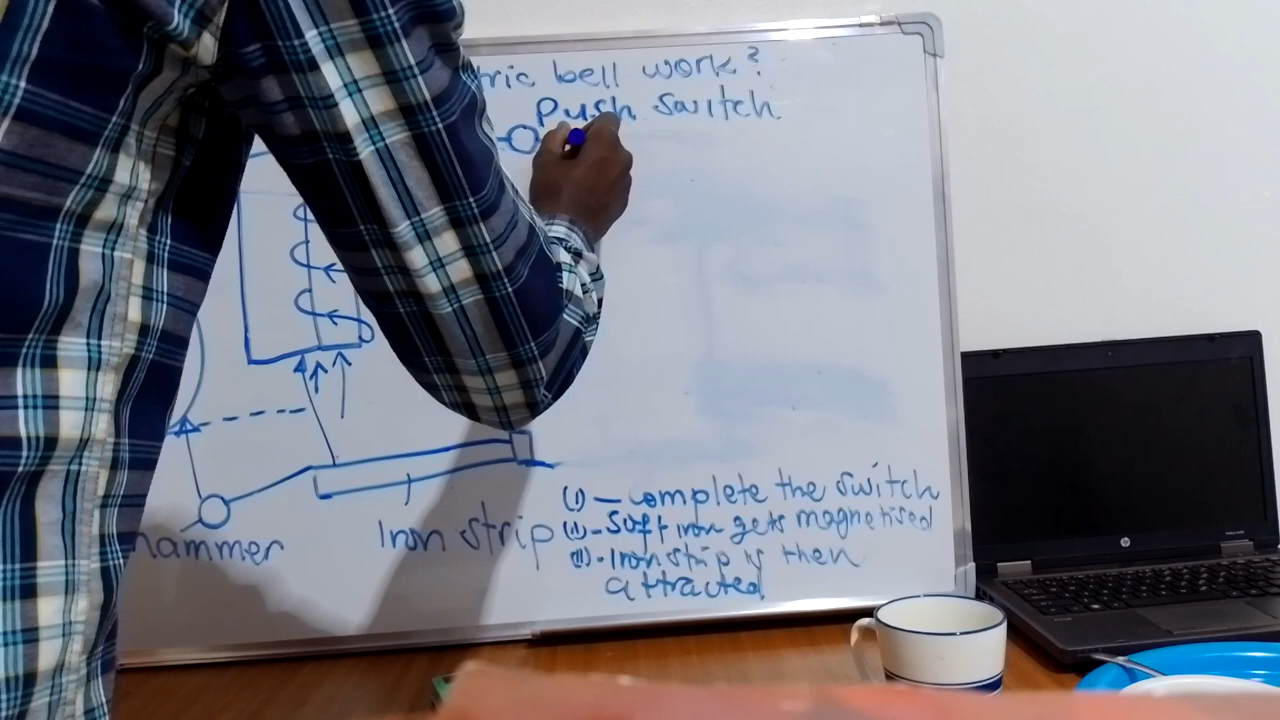 tric bell work?
Push switch
hammer
Iron strip
(i) - complete the switch
(ii) - Soft iron gets magnetised
(iii) - Iron strip is then
attracted
hp